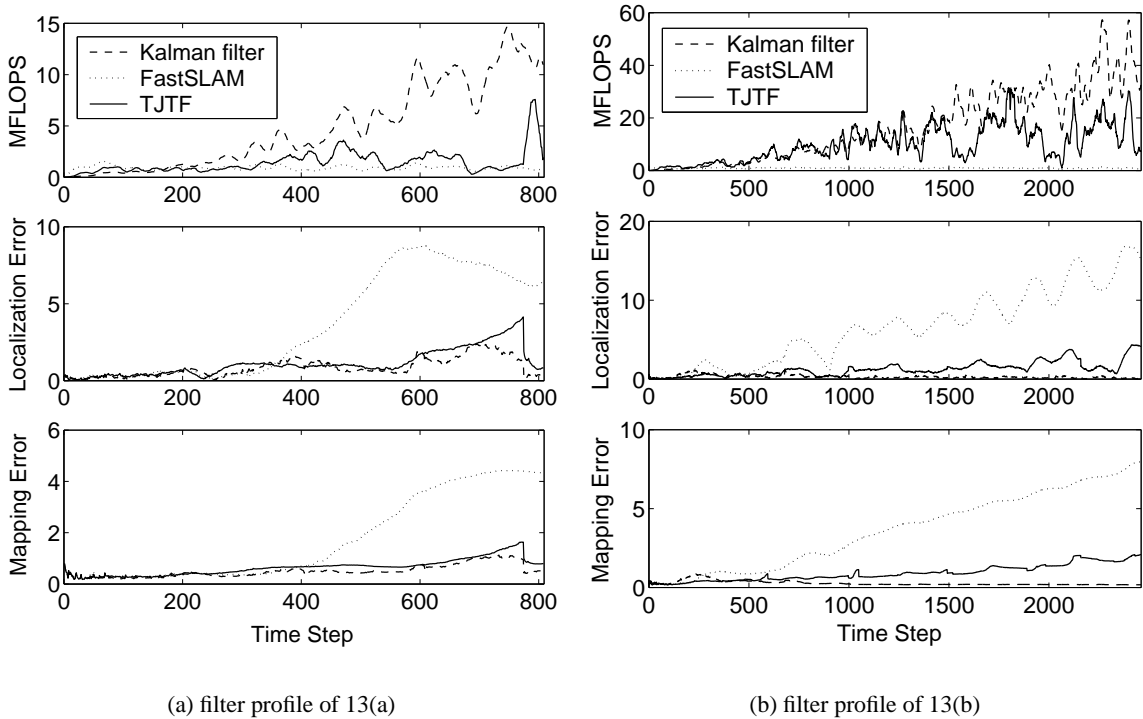 15
10
5
0
MFLOPS
Kalman filter
FastSLAM
TJTF
0 200 400 600 800
10
5
0
Localization Error
0 200 400 600 800
6
4
2
0
Mapping Error
0 200 400 600 800
Time Step
(a) filter profile of 13(a)
60
40
20
0
MFLOPS
Kalman filter
FastSLAM
TJTF
0 500 1000 1500 2000
20
10
0
Localization Error
0 500 1000 1500 2000
10
5
0
Mapping Error
0 500 1000 1500 2000
Time Step
(b) filter profile of 13(b)